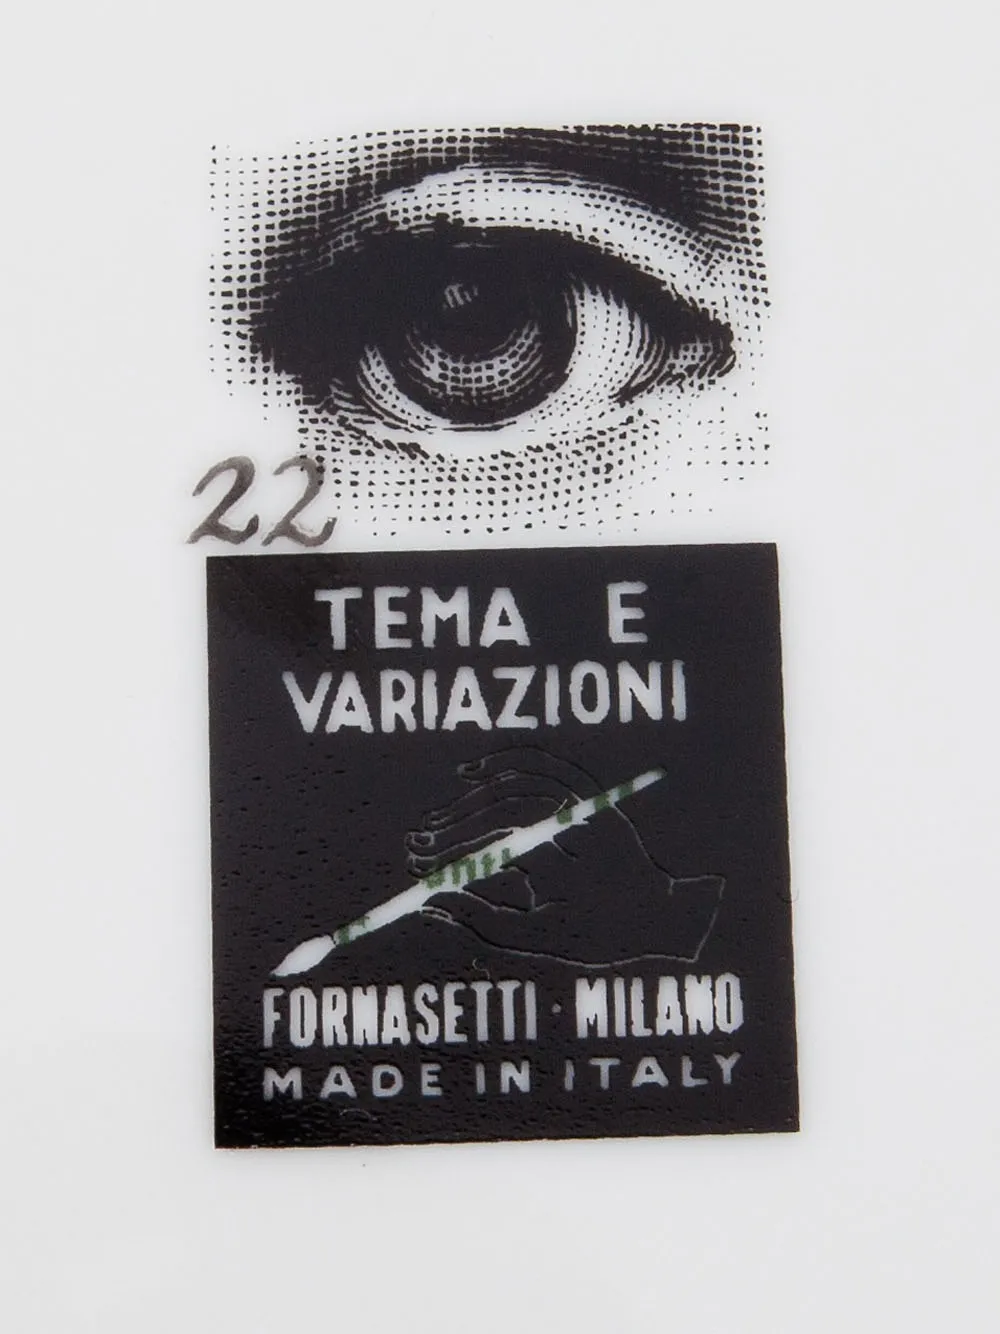 22
TEMA E
VARIAZIONI
FORNASETTI · MILANO
MADE IN ITALY